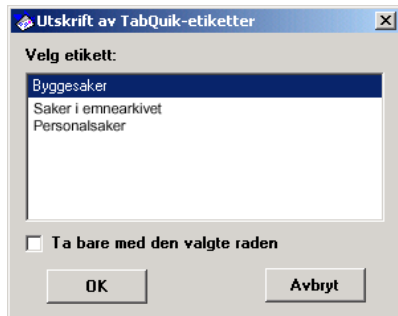 Utskrift av TabQuik-etiketter
Velg etikett:
Byggesaker
Saker i emnearkivet
Personalsaker
Ta bare med den valgte raden
OK
Avbryt